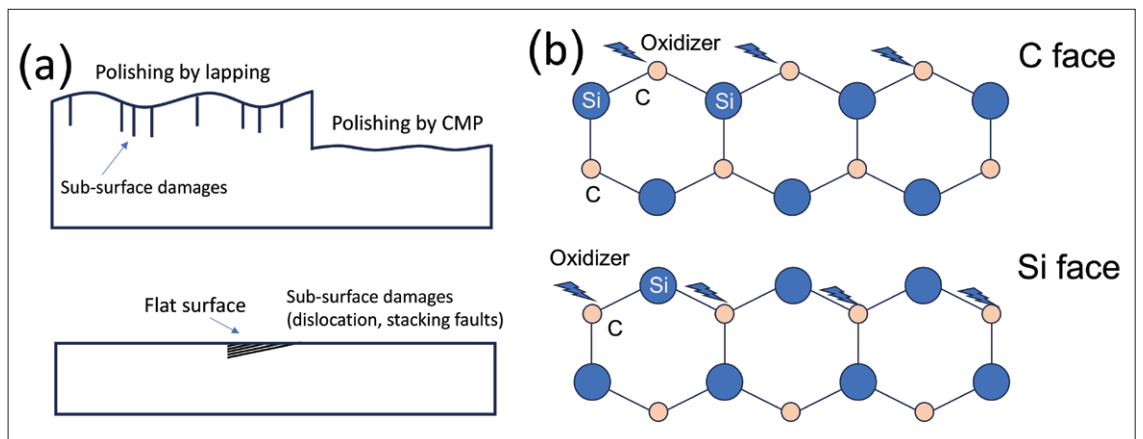 (a)
Polishing by lapping
Polishing by CMP
Sub-surface damages
Flat surface
Sub-surface damages
(dislocation, stacking faults)
(b)
Oxidizer
C face
C
Si
Si
C
Oxidizer
Si face
Si
C